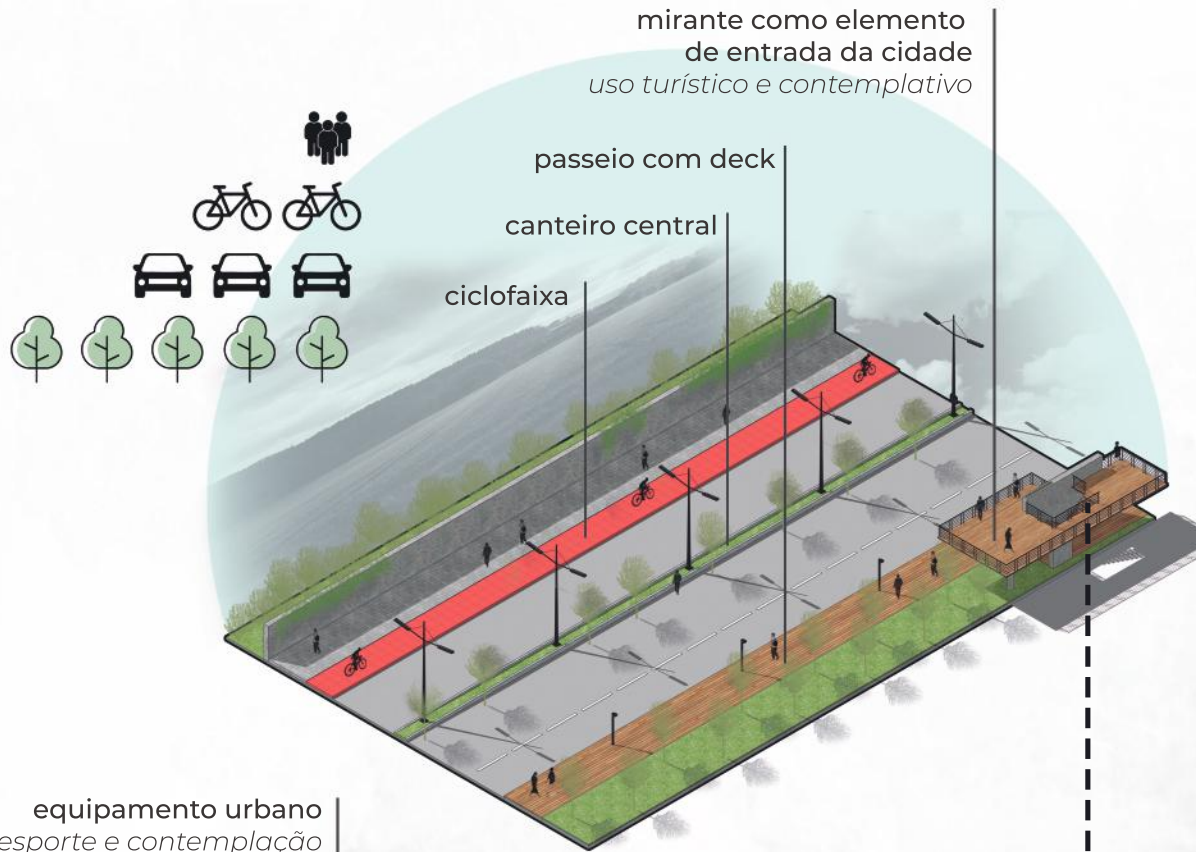 mirante como elemento
de entrada da cidade
uso turístico e contemplativo
passeio com deck
canteiro central
ciclofaixa
equipamento urbano
esporte e contemplação